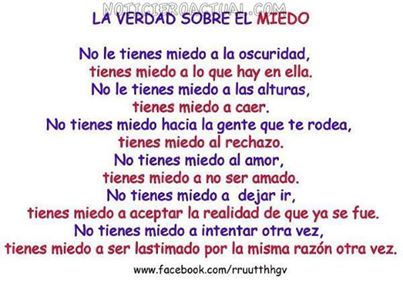 NOTICIEROACTUAL.COM
LA VERDAD SOBRE EL MIEDO
No le tienes miedo a la oscuridad,
tienes miedo a lo que hay en ella.
No le tienes miedo a las alturas,
tienes miedo a caer.
No tienes miedo hacia la gente que te rodea,
tienes miedo al rechazo.
No tienes miedo al amor,
tienes miedo a no ser amado.
No tienes miedo a dejar ir,
tienes miedo a aceptar la realidad de que ya se fue.
No tienes miedo a intentar otra vez,
tienes miedo a ser lastimado por la misma razón otra vez.
www.facebook.com/rruutthhgv